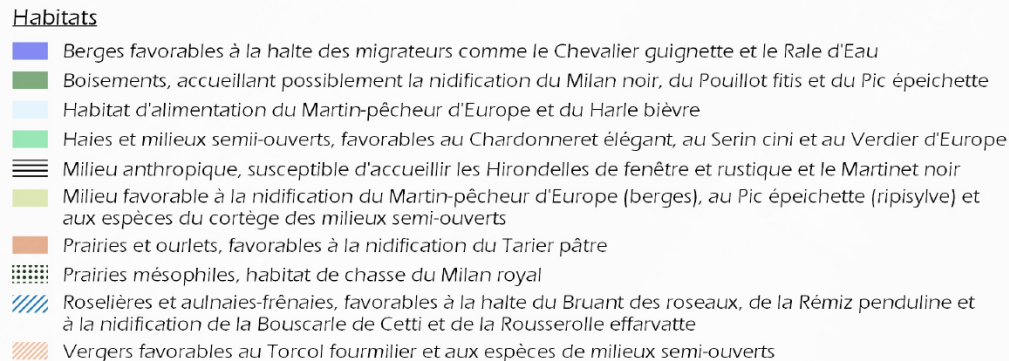 Habitats
Berges favorables à la halte des migrateurs comme le Chevalier guignette et le Rale d'Eau
Boisements, accueillant possiblement la nidification du Milan noir, du Pouillot fitis et du Pic épeichette
Habitat d'alimentation du Martin-pêcheur d'Europe et du Harle bièvre
Haies et milieux semii-ouverts, favorables au Chardonneret élégant, au Serin cini et au Verdier d'Europe
Milieu anthropique, susceptible d'accueillir les Hirondelles de fenêtre et rustique et le Martinet noir
Milieu favorable à la nidification du Martin-pêcheur d'Europe (berges), au Pic épeichette (ripisylve) et
aux espèces du cortège des milieux semi-ouverts
Prairies et ourlets, favorables à la nidification du Tarier pâtre
Prairies mésophiles, habitat de chasse du Milan royal
Roselières et aulnaies-frênaies, favorables à la halte du Bruant des roseaux, de la Rémiz penduline et
à la nidification de la Bouscarle de Cetti et de la Rousserolle effarvatte
Vergers favorables au Torcol fourmilier et aux espèces de milieux semi-ouverts